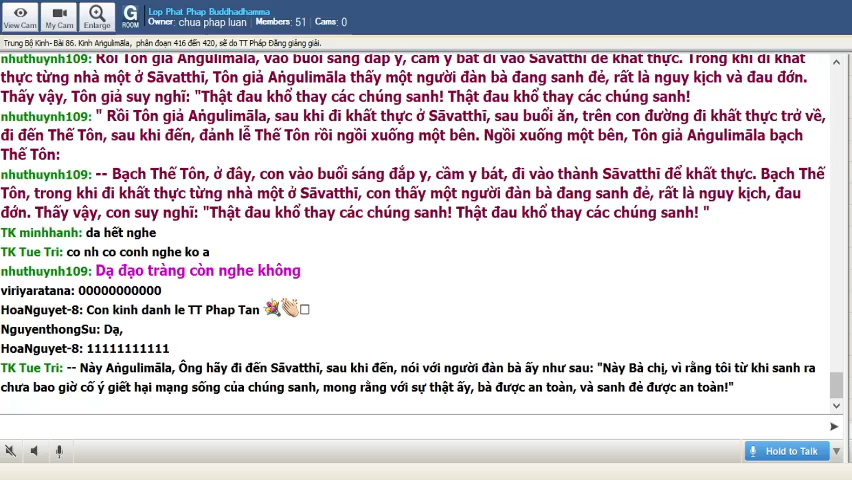 Lop Phat Phap Buddhadhamma
Owner: chua phap luan Members: 51 Cams: 0
View Cam
My Cam
Enlarge
G
ROOM
Trung Bộ Kinh- Bài 86. Kinh Angulimàla, phân đoạn 416 đến 420, sẽ do TT Pháp Đăng giảng giải.
nhuthuynh109: Rồi Tôn giả Aṅgulimāla, vào buổi sáng đắp y, cầm y bát đi vào Sāvatthī để khất thực. Trong khi đi khất
thực từng nhà một ở Sāvatthī, Tôn giả Aṅgulimāla thấy một người đàn bà đang sanh đẻ, rất là nguy kịch và đau đớn.
Thấy vậy, Tôn giả suy nghĩ: "Thật đau khổ thay các chúng sanh! Thật đau khổ thay các chúng sanh!
nhuthuynh109: " Rồi Tôn giả Aṅgulimāla, sau khi đi khất thực ở Sāvatthī, sau buổi ăn, trên con đường đi khất thực trở về,
đi đến Thế Tôn, sau khi đến, đảnh lễ Thế Tôn rồi ngồi xuống một bên. Ngồi xuống một bên, Tôn giả Aṅgulimāla bạch
Thế Tôn:
nhuthuynh109: -- Bạch Thế Tôn, ở đây, con vào buổi sáng đắp y, cầm y bát, đi vào thành Sāvatthī để khất thực. Bạch Thế
Tôn, trong khi đi khất thực từng nhà một ở Sāvatthī, con thấy một người đàn bà đang sanh đẻ, rất là nguy kịch, đau
đớn. Thấy vậy, con suy nghĩ: "Thật đau khổ thay các chúng sanh! Thật đau khổ thay các chúng sanh! "
TK minhhanh: da hết nghe
TK Tue Tri: co nh co conh nghe ko a
nhuthuynh109: Dạ đạo tràng còn nghe không
viriyaratana: 00000000000
HoaNguyet-8: Con kinh danh le TT Phap Tan
NguyenthongSu: Dạ,
HoaNguyet-8: 11111111111
TK Tue Tri: -- Này Aṅgulimāla, Ông hãy đi đến Sāvatthī, sau khi đến, nói với người đàn bà ấy như sau: "Này Bà chị, vì rằng tôi từ khi sanh ra
chưa bao giờ cố ý giết hại mạng sống của chúng sanh, mong rằng với sự thật ấy, bà được an toàn, và sanh đẻ được an toàn!"
Hold to Talk